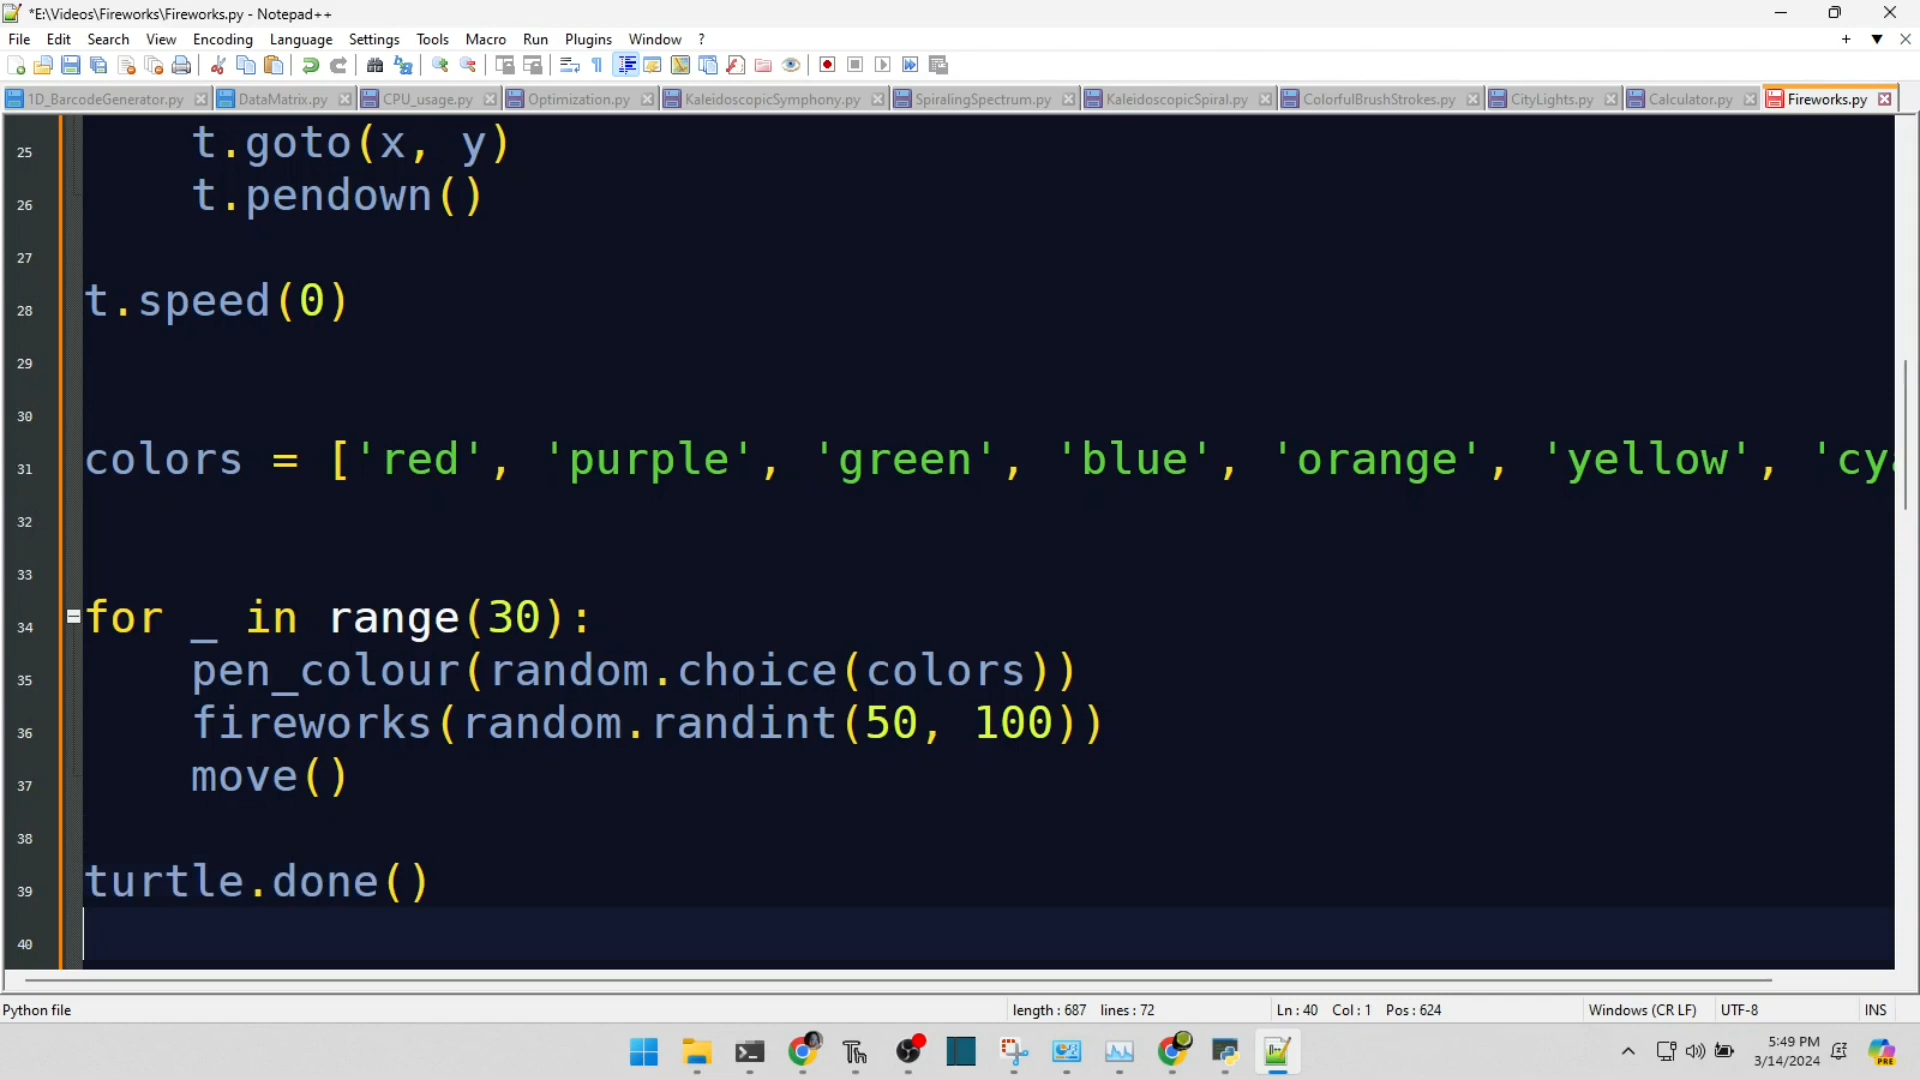 *E:\Videos\Fireworks\Fireworks.py - Notepad++
File Edit Search View Encoding Language Settings Tools Macro Run Plugins Window ?
1D_BarcodeGenerator.py DataMatrix.py CPU_usage.py Optimization.py KaleidoscopicSymphony.py SpiralingSpectrum.py KaleidoscopicSpiral.py ColorfulBrushStrokes.py CityLights.py Calculator.py Fireworks.py
25 t.goto(x, y)
26 t.pendown()
27
28 t.speed(0)
29
30
31 colors = ['red', 'purple', 'green', 'blue', 'orange', 'yellow', 'cy
32
33
34 for _ in range(30):
35 pen_colour(random.choice(colors))
36 fireworks(random.randint(50, 100))
37 move()
38
39 turtle.done()
40
Python file length : 687 lines : 72 Ln : 40 Col : 1 Pos : 624 Windows (CR LF) UTF-8 INS
5:49 PM
3/14/2024
PRE